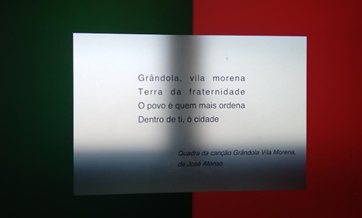 Grândola, vila morena
Terra da fraternidade
O povo é quem mais ordena
Dentro de ti, ó cidade
Quadra da sanção Grândola Vila Morena,
de José Afonso